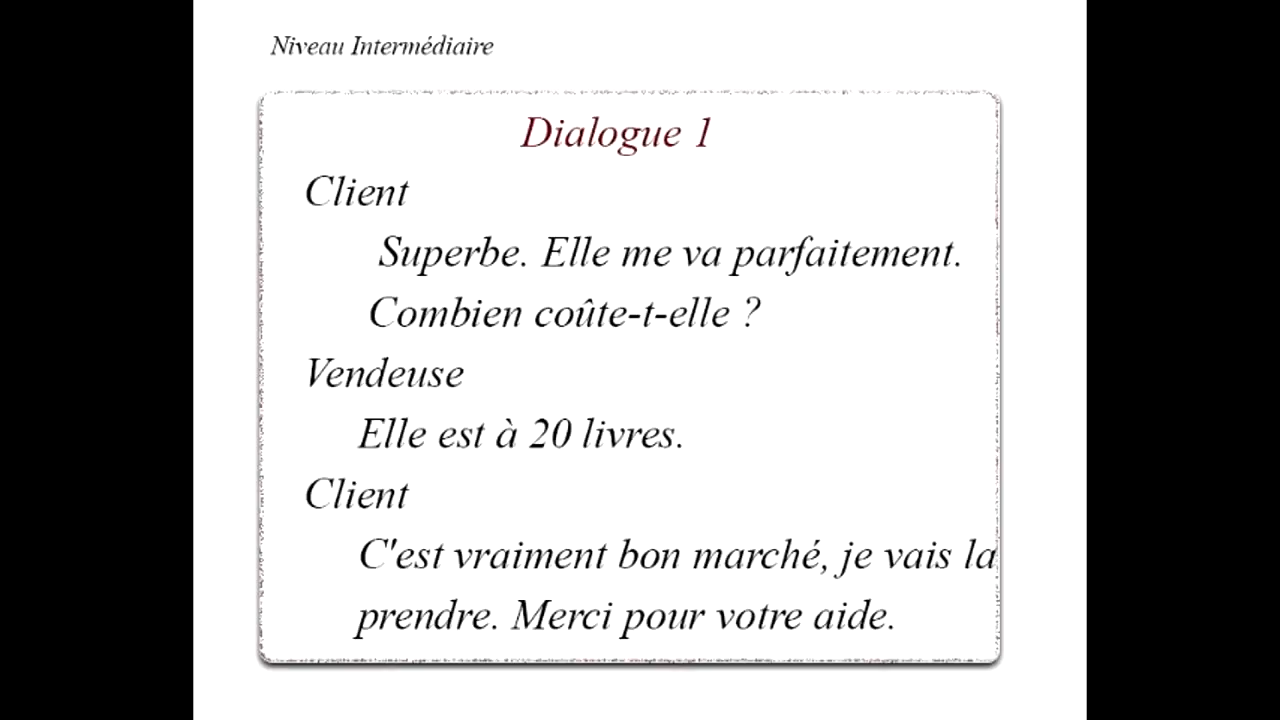 Niveau Intermédiaire
Dialogue 1
Client
Superbe. Elle me va parfaitement.
Combien coûte-t-elle ?
Vendeuse
Elle est à 20 livres.
Client
C'est vraiment bon marché, je vais la
prendre. Merci pour votre aide.